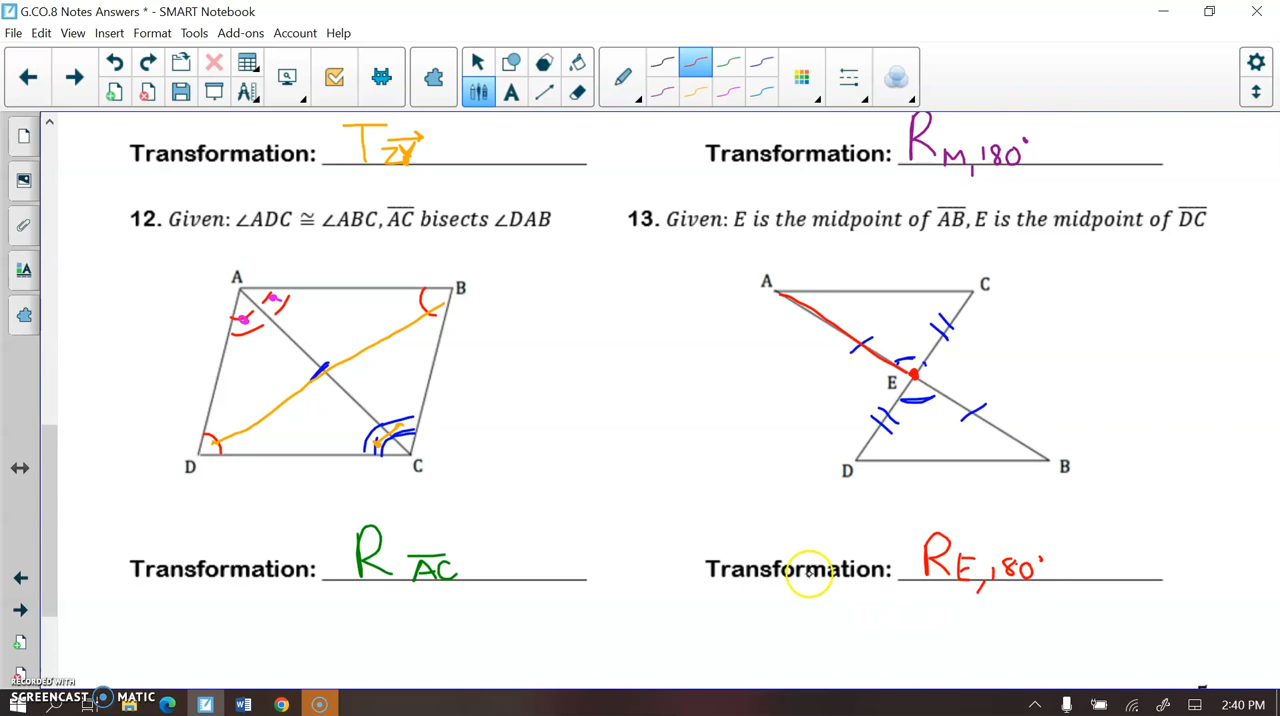 G.CO.8 Notes Answers * - SMART Notebook
File Edit View Insert Format Tools Add-ons Account Help
Transformation: T ZY
Transformation: R M, 180°
12. Given: ∠ADC ≅ ∠ABC, AC bisects ∠DAB
13. Given: E is the midpoint of AB, E is the midpoint of DC
A
B
D
C
A
C
E
D
B
Transformation: R AC
Transformation: R E, 180°
RECORDED WITH
SCREENCAST MATIC
2:40 PM